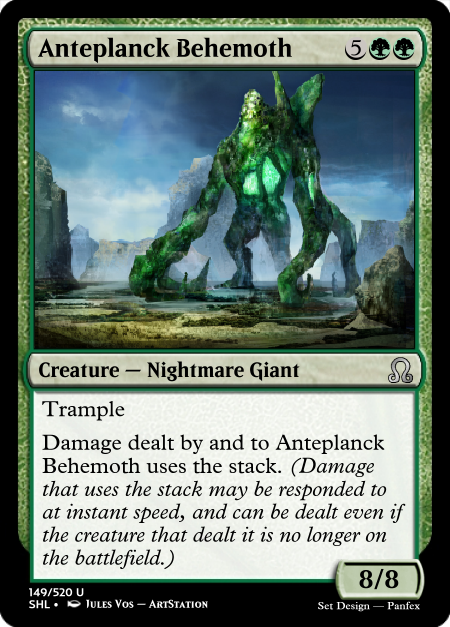 Anteplanck Behemoth 5
Creature — Nightmare Giant
Trample
Damage dealt by and to Anteplanck
Behemoth uses the stack. (Damage
that uses the stack may be responded to
at instant speed, and can be dealt even if
the creature that dealt it is no longer on
the battlefield.)
8/8
149/520 U
SHL • Jules Vos — ArtStation
Set Design — Panfex